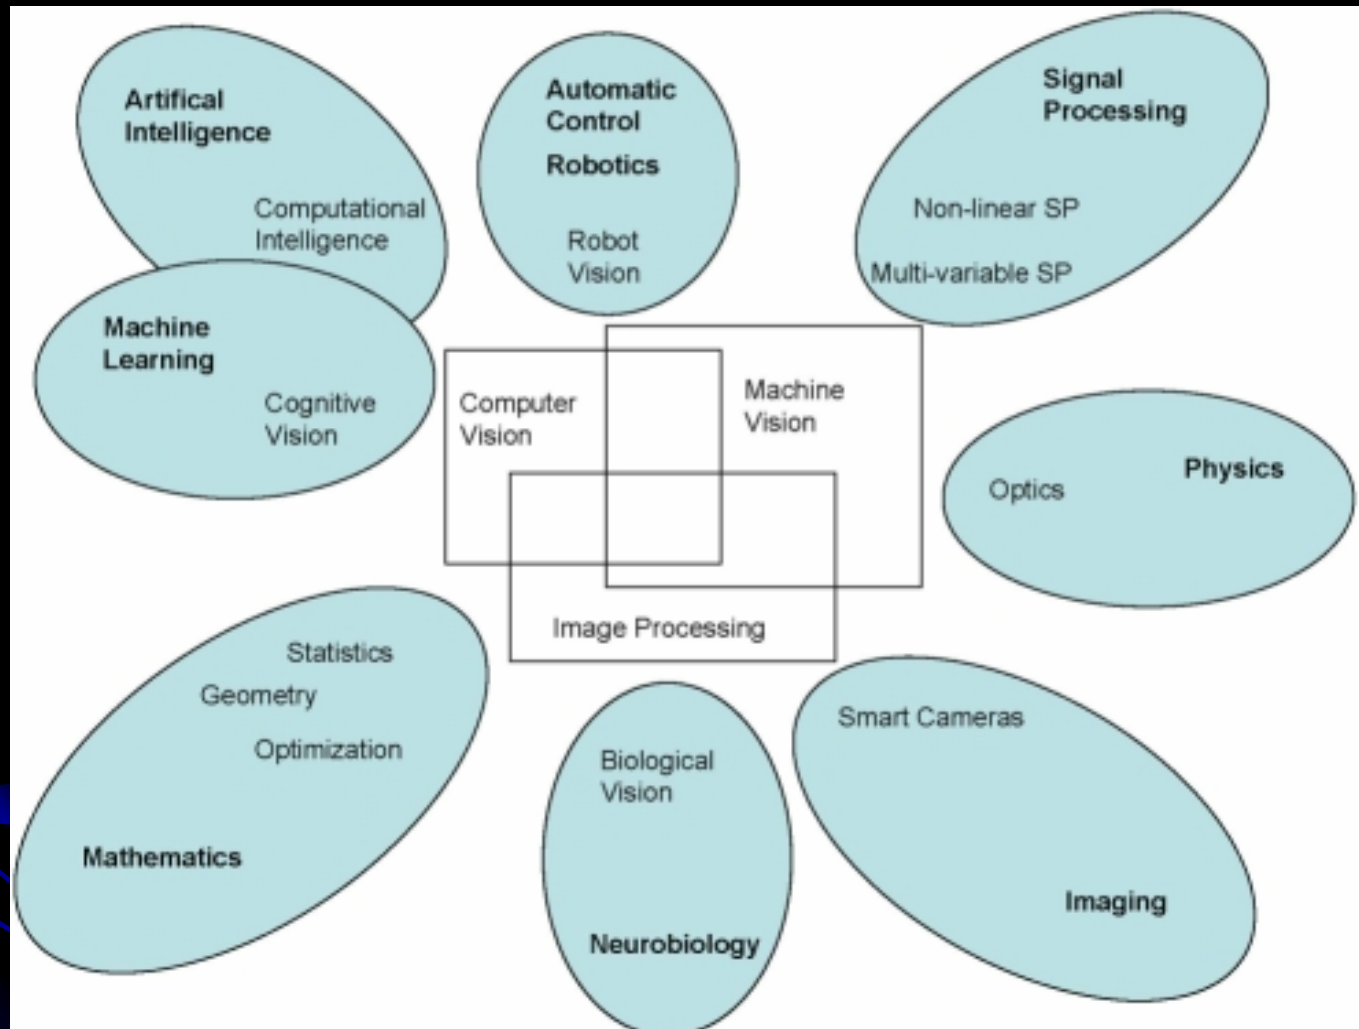 Artifical
Intelligence
Computational
Intelligence
Automatic
Control
Robotics
Robot
Vision
Signal
Processing
Non-linear SP
Multi-variable SP
Machine
Learning
Cognitive
Vision
Computer
Vision
Machine
Vision
Image Processing
Optics
Physics
Statistics
Geometry
Optimization
Mathematics
Biological
Vision
Neurobiology
Smart Cameras
Imaging